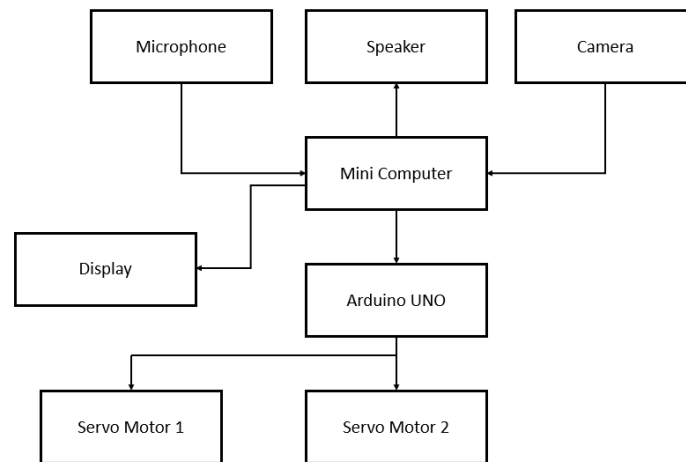 Microphone
Speaker
Camera
Mini Computer
Display
Arduino UNO
Servo Motor 1
Servo Motor 2